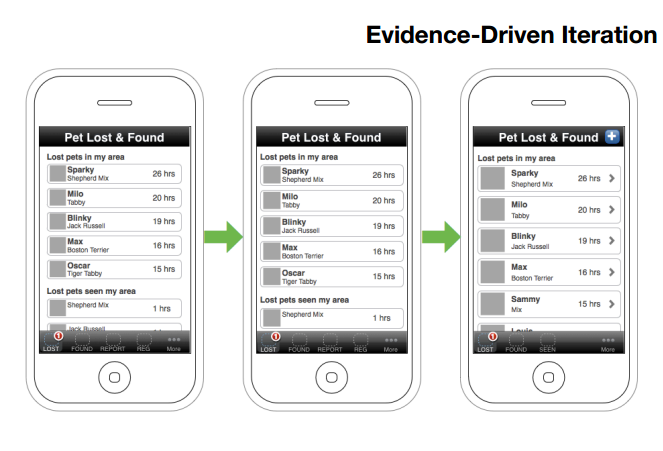 Evidence-Driven Iteration
Pet Lost & Found
Lost pets in my area
Sparky
Shepherd Mix
26 hrs
Milo
Tabby
20 hrs
Blinky
Jack Russell
19 hrs
Max
Boston Terrier
16 hrs
Oscar
Tiger Tabby
15 hrs
Lost pets seen my area
Shepherd Mix
1 hrs
Jack Russell
1
LOST FOUND REPORT REG More
Pet Lost & Found
Lost pets in my area
Sparky
Shepherd Mix
26 hrs
Milo
Tabby
20 hrs
Blinky
Jack Russell
19 hrs
Max
Boston Terrier
16 hrs
Oscar
Tiger Tabby
15 hrs
Lost pets seen my area
Shepherd Mix
1 hrs
1
LOST FOUND REPORT REG More
Pet Lost & Found +
Lost pets in my area
Sparky
Shepherd Mix
26 hrs
Milo
Tabby
20 hrs
Blinky
Jack Russell
19 hrs
Max
Boston Terrier
16 hrs
Sammy
Mix
15 hrs
1
LOST FOUND SEEN More